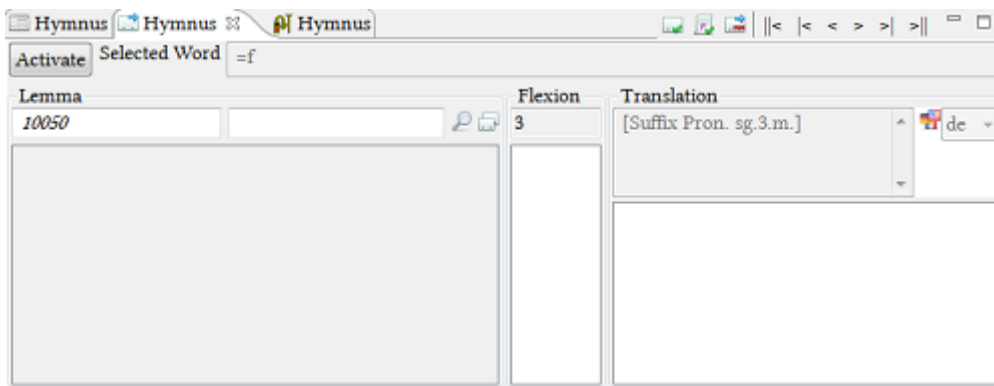 Hymnus Hymnus Hymnus ||< |< < > >| >||
Activate Selected Word =f
Lemma Flexion Translation
10050 3 [Suffix Pron. sg.3.m.] de